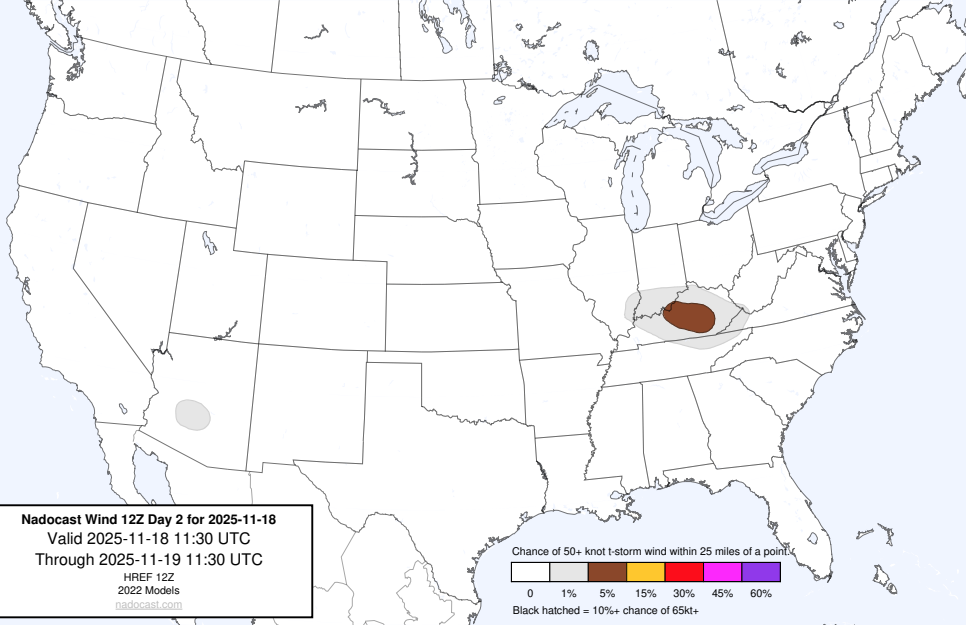 Nadocast Wind 12Z Day 2 for 2025-11-18
Valid 2025-11-18 11:30 UTC
Through 2025-11-19 11:30 UTC
HREF 12Z
2022 Models
nadocast.com
Chance of 50+ knot t-storm wind within 25 miles of a point.
0 1% 5% 15% 30% 45% 60%
Black hatched = 10%+ chance of 65kt+